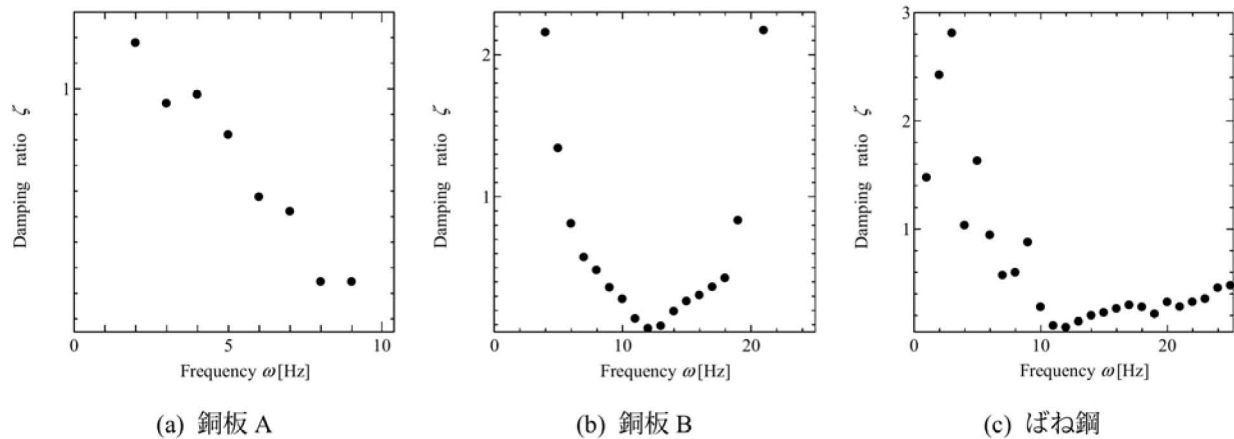 1
0
5
10
Damping ratio ζ
Frequency ω[Hz]
(a) 銅板 A
2
1
0
10
20
Damping ratio ζ
Frequency ω[Hz]
(b) 銅板 B
3
2
1
0
10
20
Damping ratio ζ
Frequency ω[Hz]
(c) ばね鋼